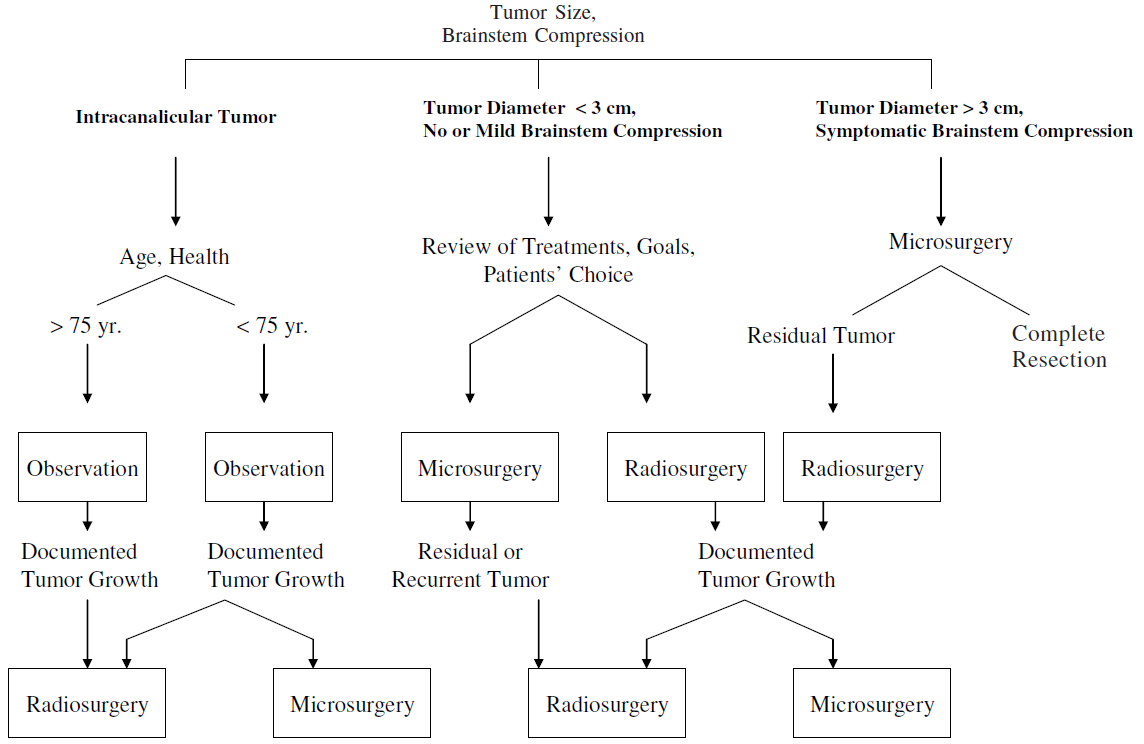 Tumor Size,
Brainstem Compression
Intracanalicular Tumor
Tumor Diameter < 3 cm,
No or Mild Brainstem Compression
Tumor Diameter > 3 cm,
Symptomatic Brainstem Compression
Age, Health
Review of Treatments, Goals,
Patients’ Choice
Microsurgery
> 75 yr.
< 75 yr.
Residual Tumor
Complete
Resection
Observation
Observation
Microsurgery
Radiosurgery
Radiosurgery
Documented
Tumor Growth
Documented
Tumor Growth
Residual or
Recurrent Tumor
Documented
Tumor Growth
Radiosurgery
Microsurgery
Radiosurgery
Microsurgery